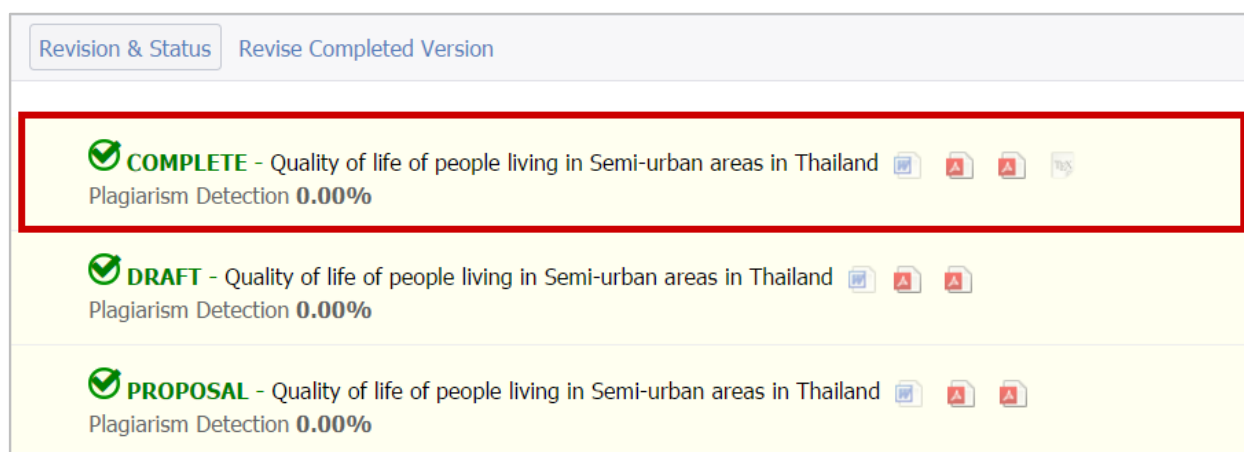 Revision & Status Revise Completed Version
COMPLETE - Quality of life of people living in Semi-urban areas in Thailand
Plagiarism Detection 0.00%
DRAFT - Quality of life of people living in Semi-urban areas in Thailand
Plagiarism Detection 0.00%
PROPOSAL - Quality of life of people living in Semi-urban areas in Thailand
Plagiarism Detection 0.00%